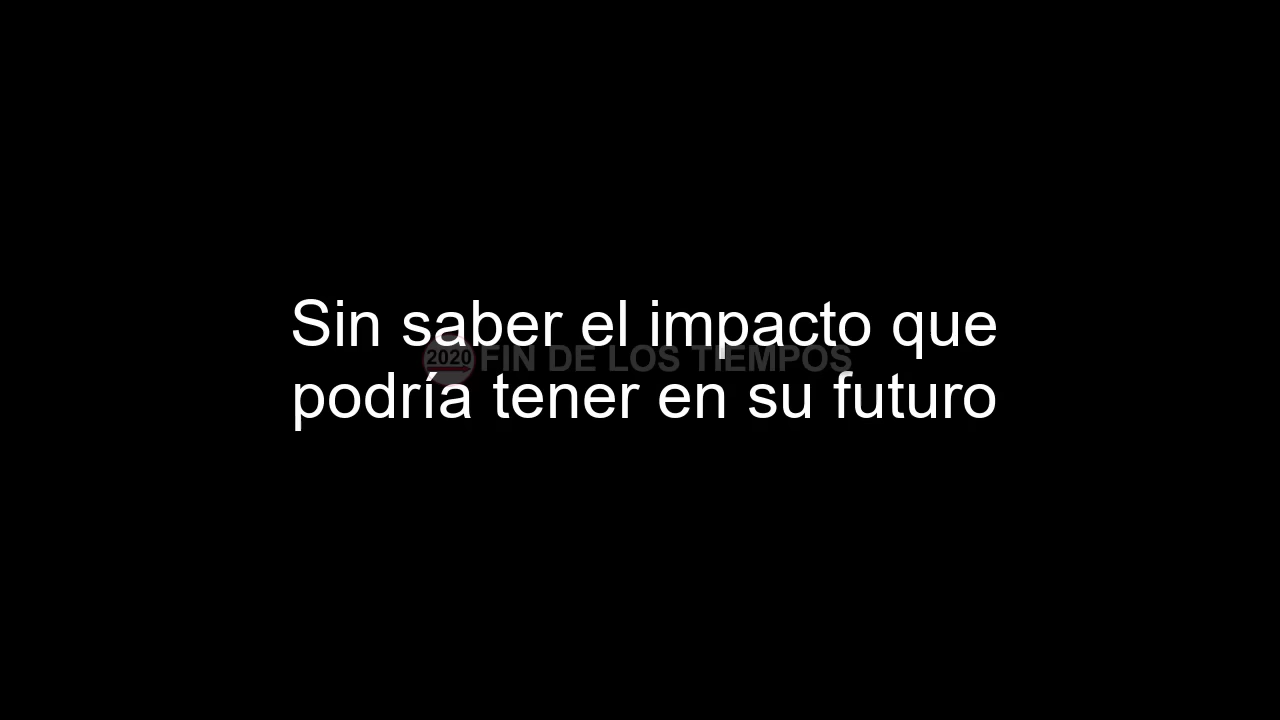 Sin saber el impacto que
2020 FIN DE LOS TIEMPOS
podría tener en su futuro